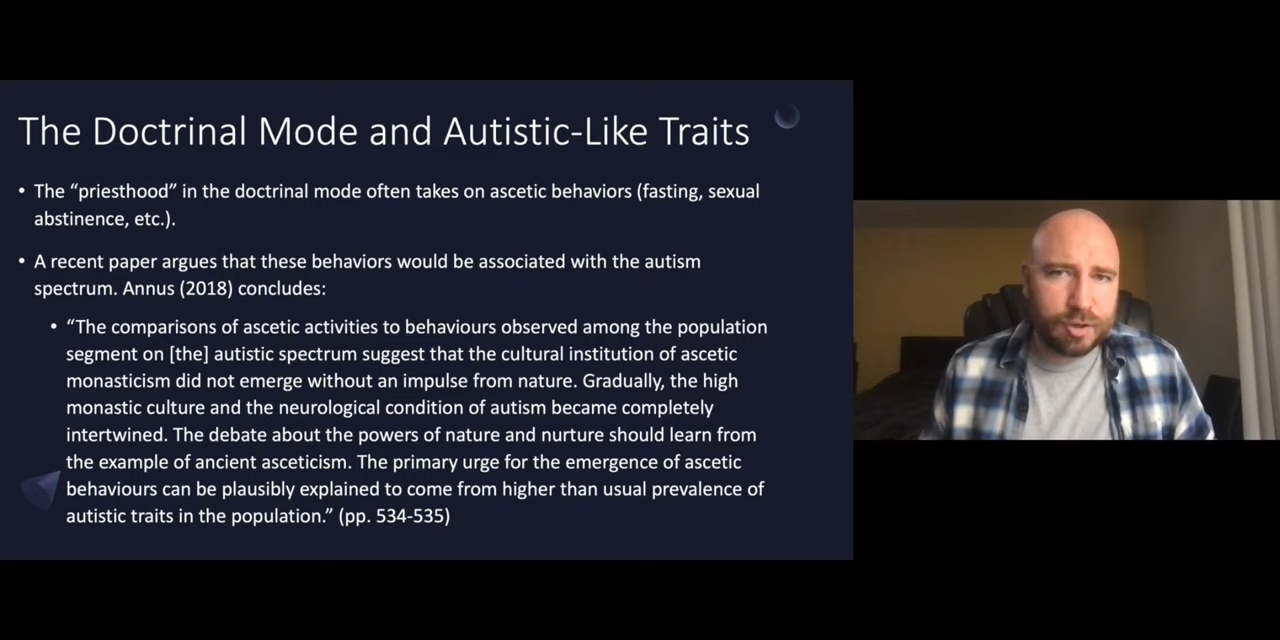 The Doctrinal Mode and Autistic-Like Traits
• The “priesthood” in the doctrinal mode often takes on ascetic behaviors (fasting, sexual
abstinence, etc.).
• A recent paper argues that these behaviors would be associated with the autism
spectrum. Annus (2018) concludes:
• “The comparisons of ascetic activities to behaviours observed among the population
segment on [the] autistic spectrum suggest that the cultural institution of ascetic
monasticism did not emerge without an impulse from nature. Gradually, the high
monastic culture and the neurological condition of autism became completely
intertwined. The debate about the powers of nature and nurture should learn from
the example of ancient asceticism. The primary urge for the emergence of ascetic
behaviours can be plausibly explained to come from higher than usual prevalence of
autistic traits in the population.” (pp. 534-535)